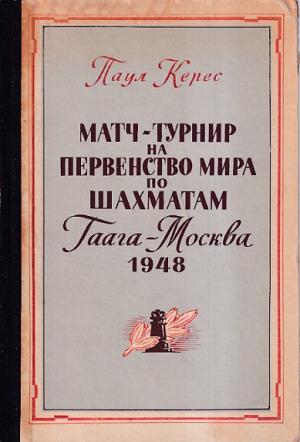 Паул Керес
МАТЧ-ТУРНИР
НА
ПЕРВЕНСТВО МИРА
ПО
ШАХМАТАМ
Гаага-Москва
1948